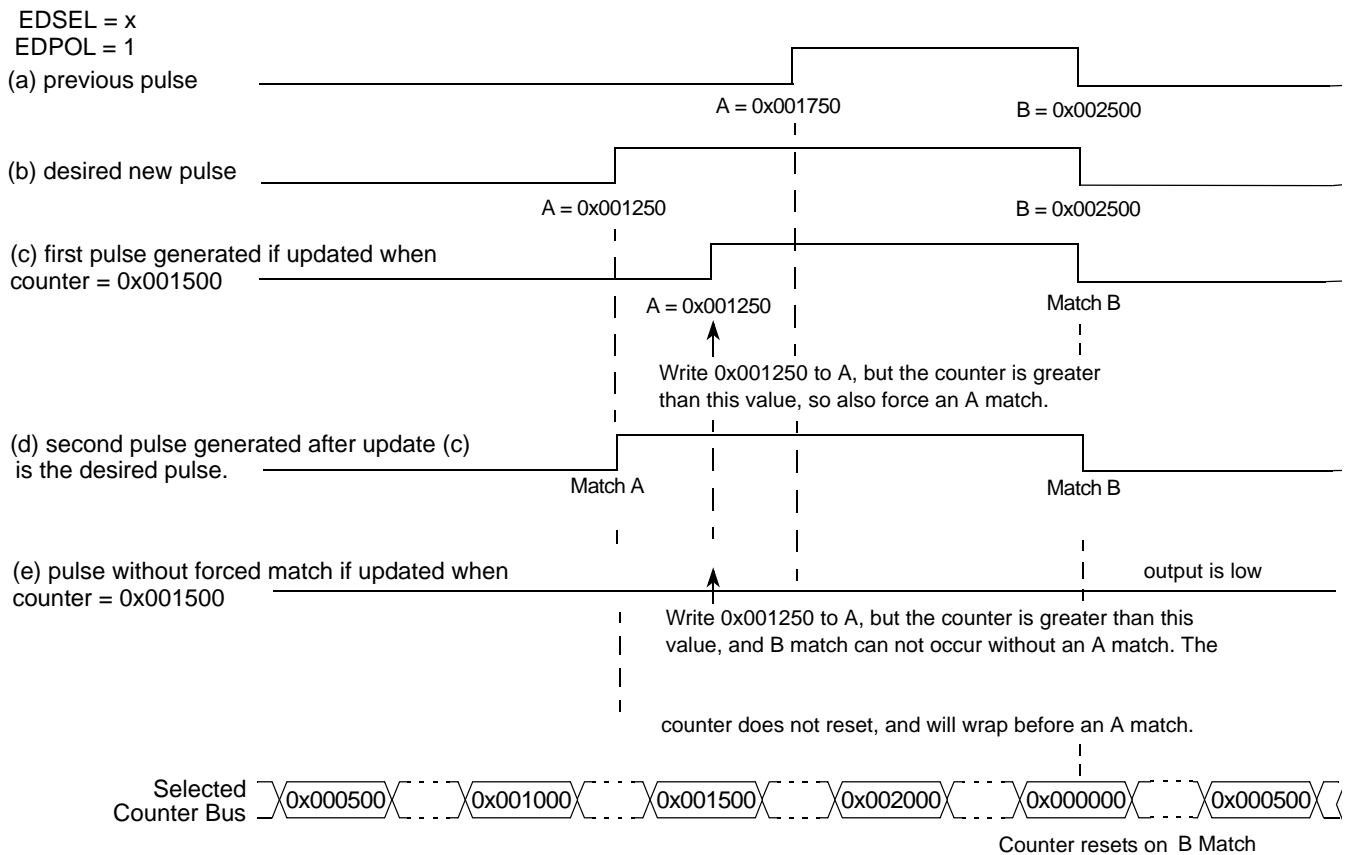 EDSEL = x
EDPOL = 1
(a) previous pulse
A = 0x001750
B = 0x002500
(b) desired new pulse
A = 0x001250
B = 0x002500
(c) first pulse generated if updated when
counter = 0x001500
A = 0x001250
Match B
Write 0x001250 to A, but the counter is greater
than this value, so also force an A match.
(d) second pulse generated after update (c)
is the desired pulse.
Match A
Match B
(e) pulse without forced match if updated when
counter = 0x001500
output is low
Write 0x001250 to A, but the counter is greater than this
value, and B match can not occur without an A match. The
counter does not reset, and will wrap before an A match.
Selected
Counter Bus
0x000500 0x001000 0x001500 0x002000 0x000000 0x000500
Counter resets on B Match